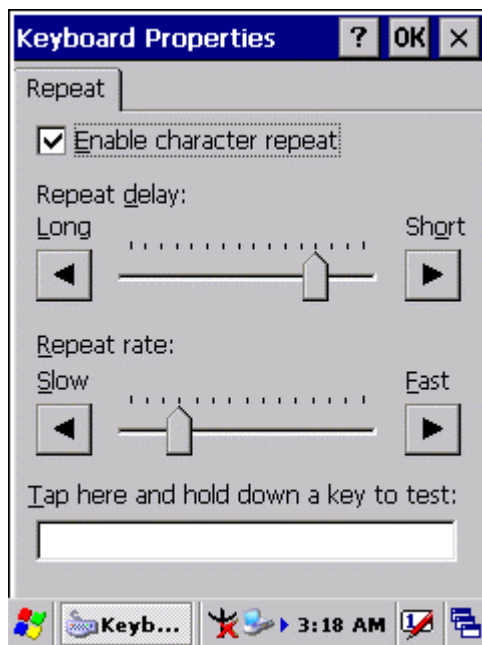 Keyboard Properties ? OK ×
Repeat
Enable character repeat
Repeat delay:
Long Short
Repeat rate:
Slow Fast
Tap here and hold down a key to test:
Keyb... 3:18 AM